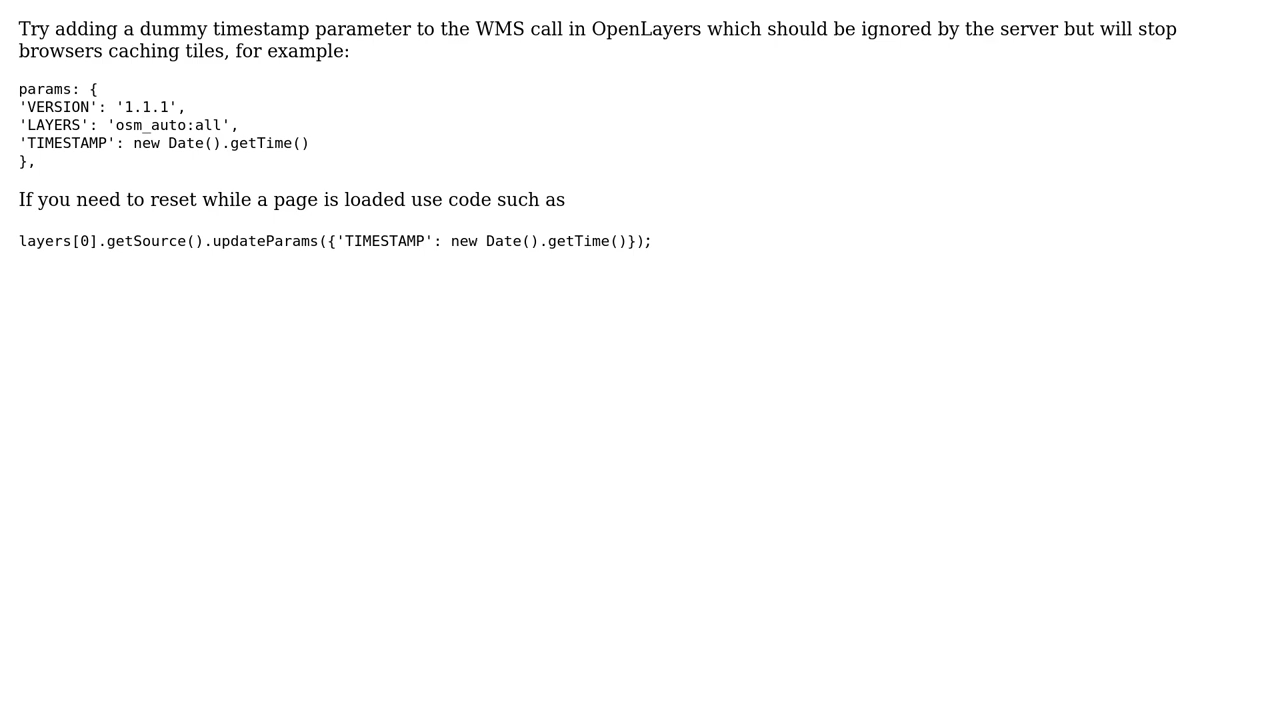 Try adding a dummy timestamp parameter to the WMS call in OpenLayers which should be ignored by the server but will stop
browsers caching tiles, for example:
params: {
'VERSION': '1.1.1',
'LAYERS': 'osm_auto:all',
'TIMESTAMP': new Date().getTime()
},
If you need to reset while a page is loaded use code such as
layers[0].getSource().updateParams({'TIMESTAMP': new Date().getTime()});